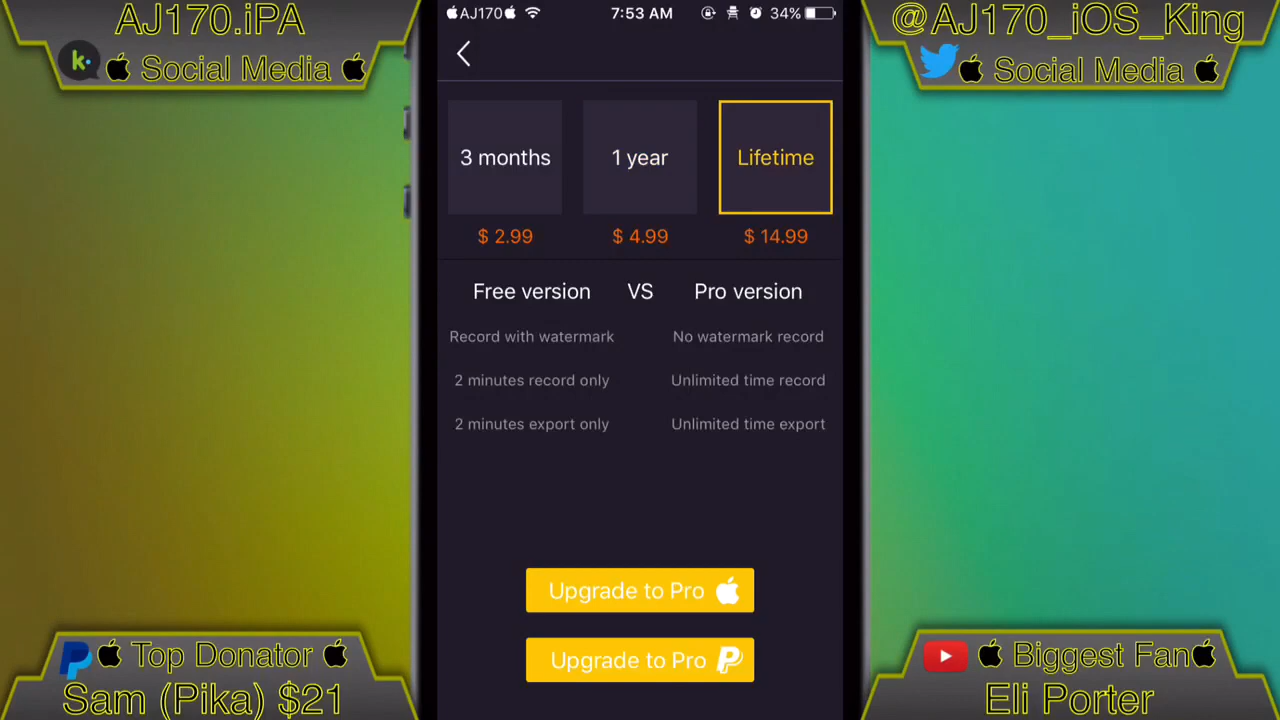 AJ170.iPA
Social Media
AJ170 7:53 AM 34%
@AJ170_iOS_King
Social Media
3 months 1 year Lifetime
$ 2.99 $ 4.99 $ 14.99
Free version VS Pro version
Record with watermark No watermark record
2 minutes record only Unlimited time record
2 minutes export only Unlimited time export
Upgrade to Pro
Upgrade to Pro
Top Donator
Sam (Pika) $21
Biggest Fan
Eli Porter